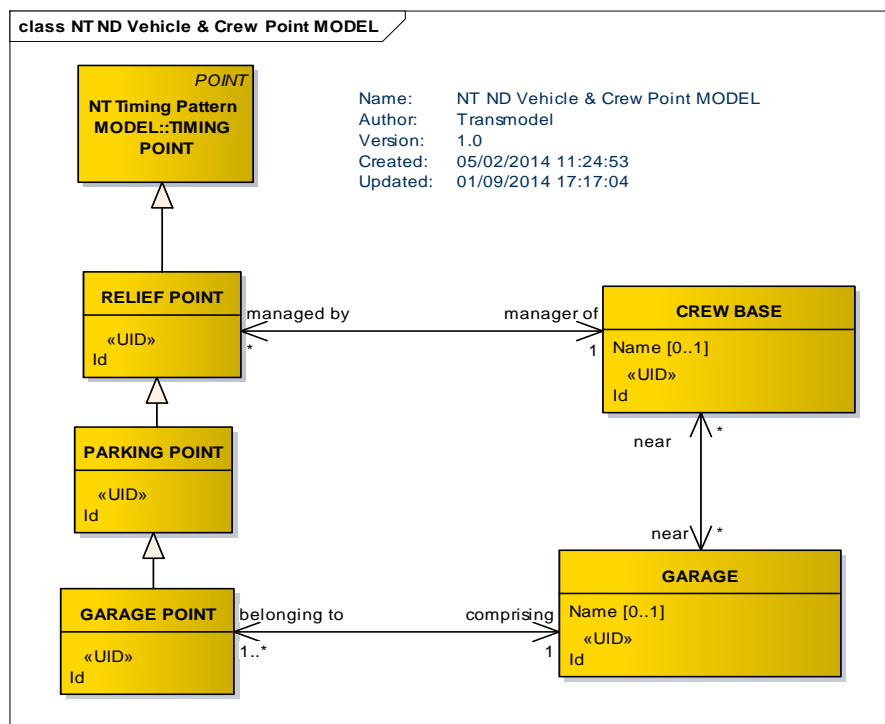 class NT ND Vehicle & Crew Point MODEL
POINT
NT Timing Pattern
MODEL::TIMING
POINT
Name: NT ND Vehicle & Crew Point MODEL
Author: Transmodel
Version: 1.0
Created: 05/02/2014 11:24:53
Updated: 01/09/2014 17:17:04
RELIEF POINT
«UID»
Id
managed by
*
manager of
1
CREW BASE
Name [0..1]
«UID»
Id
near
*
PARKING POINT
«UID»
Id
near
*
GARAGE POINT
«UID»
Id
belonging to
1..*
comprising
1
GARAGE
Name [0..1]
«UID»
Id